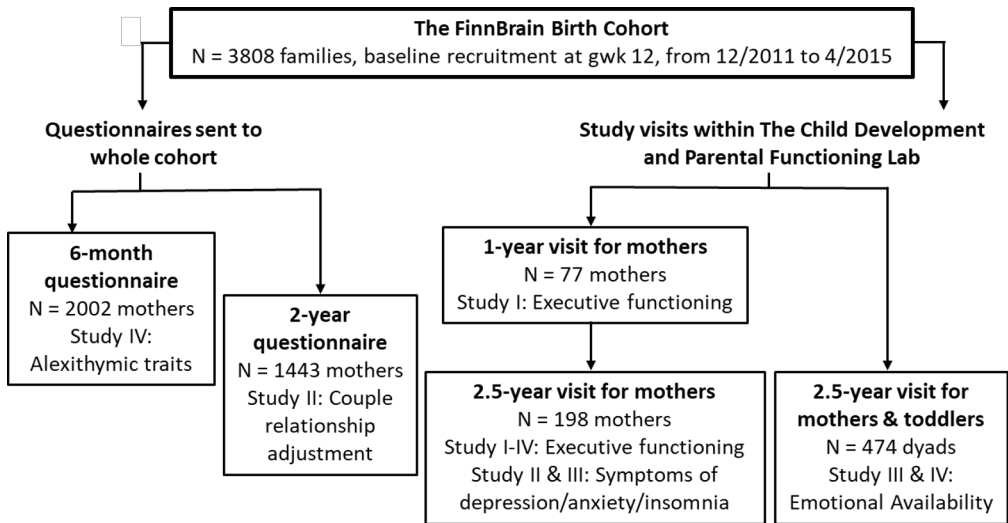 The FinnBrain Birth Cohort
N = 3808 families, baseline recruitment at gwk 12, from 12/2011 to 4/2015
Questionnaires sent to
whole cohort
Study visits within The Child Development
and Parental Functioning Lab
6-month
questionnaire
N = 2002 mothers
Study IV:
Alexithymic traits
2-year
questionnaire
N = 1443 mothers
Study II: Couple
relationship
adjustment
1-year visit for mothers
N = 77 mothers
Study I: Executive functioning
2.5-year visit for mothers
N = 198 mothers
Study I-IV: Executive functioning
Study II & III: Symptoms of
depression/anxiety/insomnia
2.5-year visit for
mothers & toddlers
N = 474 dyads
Study III & IV:
Emotional Availability